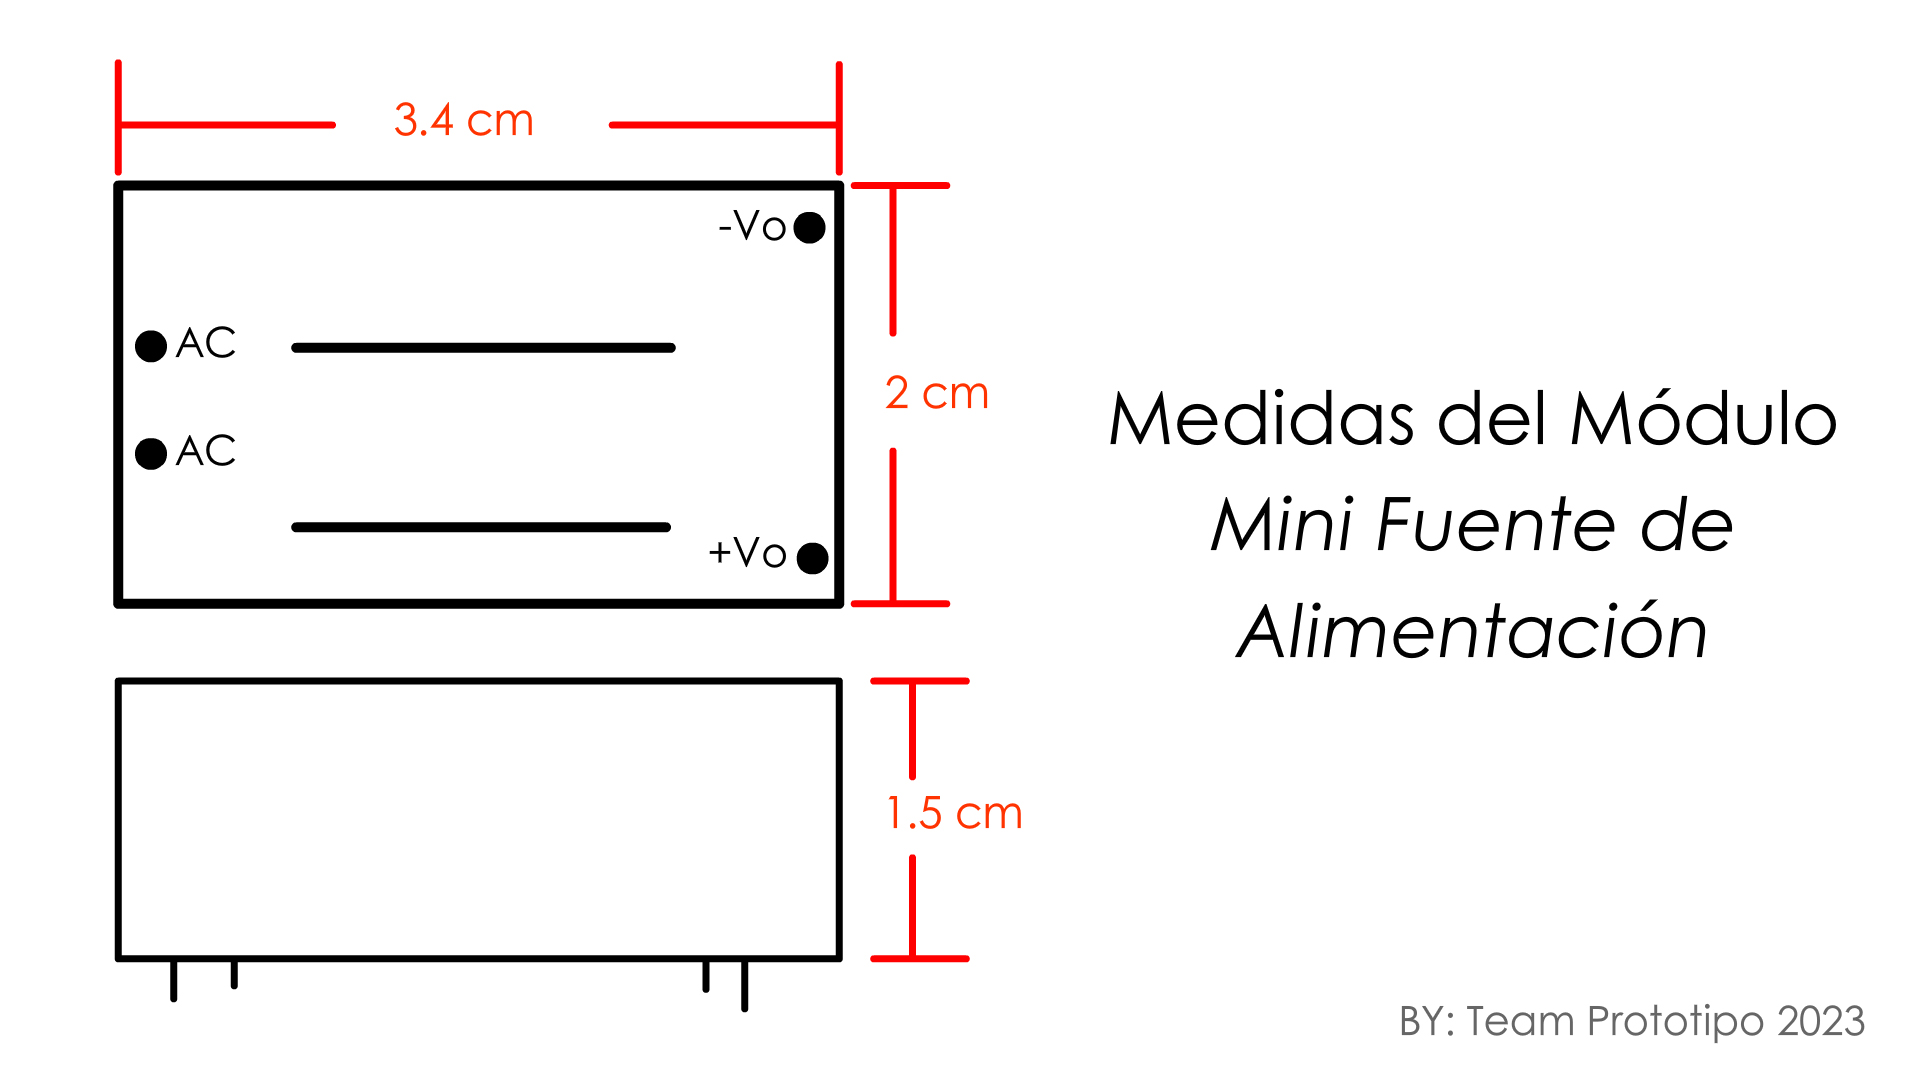 3.4 cm
-Vo
AC
2 cm
AC
+Vo
1.5 cm
Medidas del Módulo
Mini Fuente de
Alimentación
BY: Team Prototipo 2023